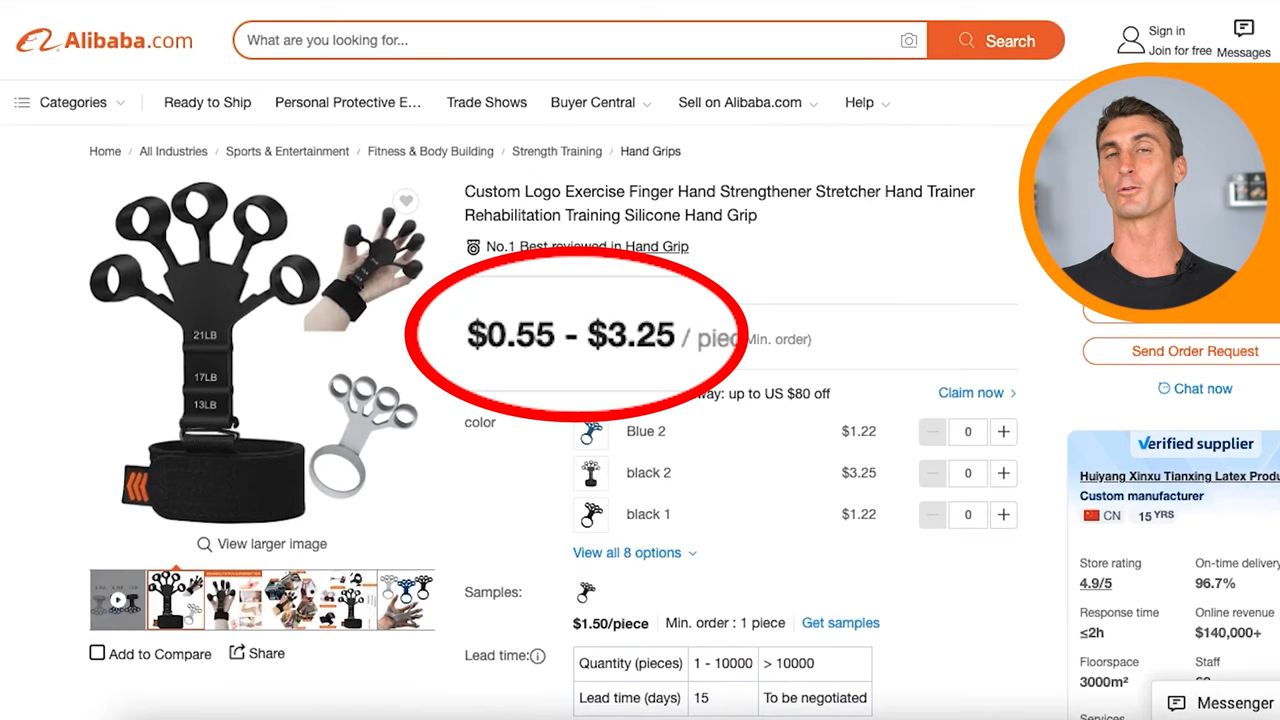 Alibaba.com
What are you looking for...
Search
Sign in
Join for free
Messages
Categories
Ready to Ship
Personal Protective E...
Trade Shows
Buyer Central
Sell on Alibaba.com
Help
Home / All Industries / Sports & Entertainment / Fitness & Body Building / Strength Training / Hand Grips
Custom Logo Exercise Finger Hand Strengthener Stretcher Hand Trainer
Rehabilitation Training Silicone Hand Grip
No.1 Best reviewed in Hand Grip
$0.55 - $3.25 / piec
Min. order)
way: up to US $80 off
Claim now >
21LB
17LB
13LB
View larger image
Add to Compare
Share
color
Blue 2 $1.22 - 0 +
black 2 $3.25 - 0 +
black 1 $1.22 - 0 +
View all 8 options
Samples:
$1.50/piece
Min. order : 1 piece
Get samples
Lead time:
Quantity (pieces) 1 - 10000 > 10000
Lead time (days) 15 To be negotiated
Send Order Request
Chat now
Verified supplier
Huiyang Xinxu Tianxing Latex Produ
Custom manufacturer
CN 15 YRS
Store rating
4.9/5
On-time delivery
96.7%
Response time
≤2h
Online revenue
$140,000+
Floorspace
3000m²
Staff
Messenger